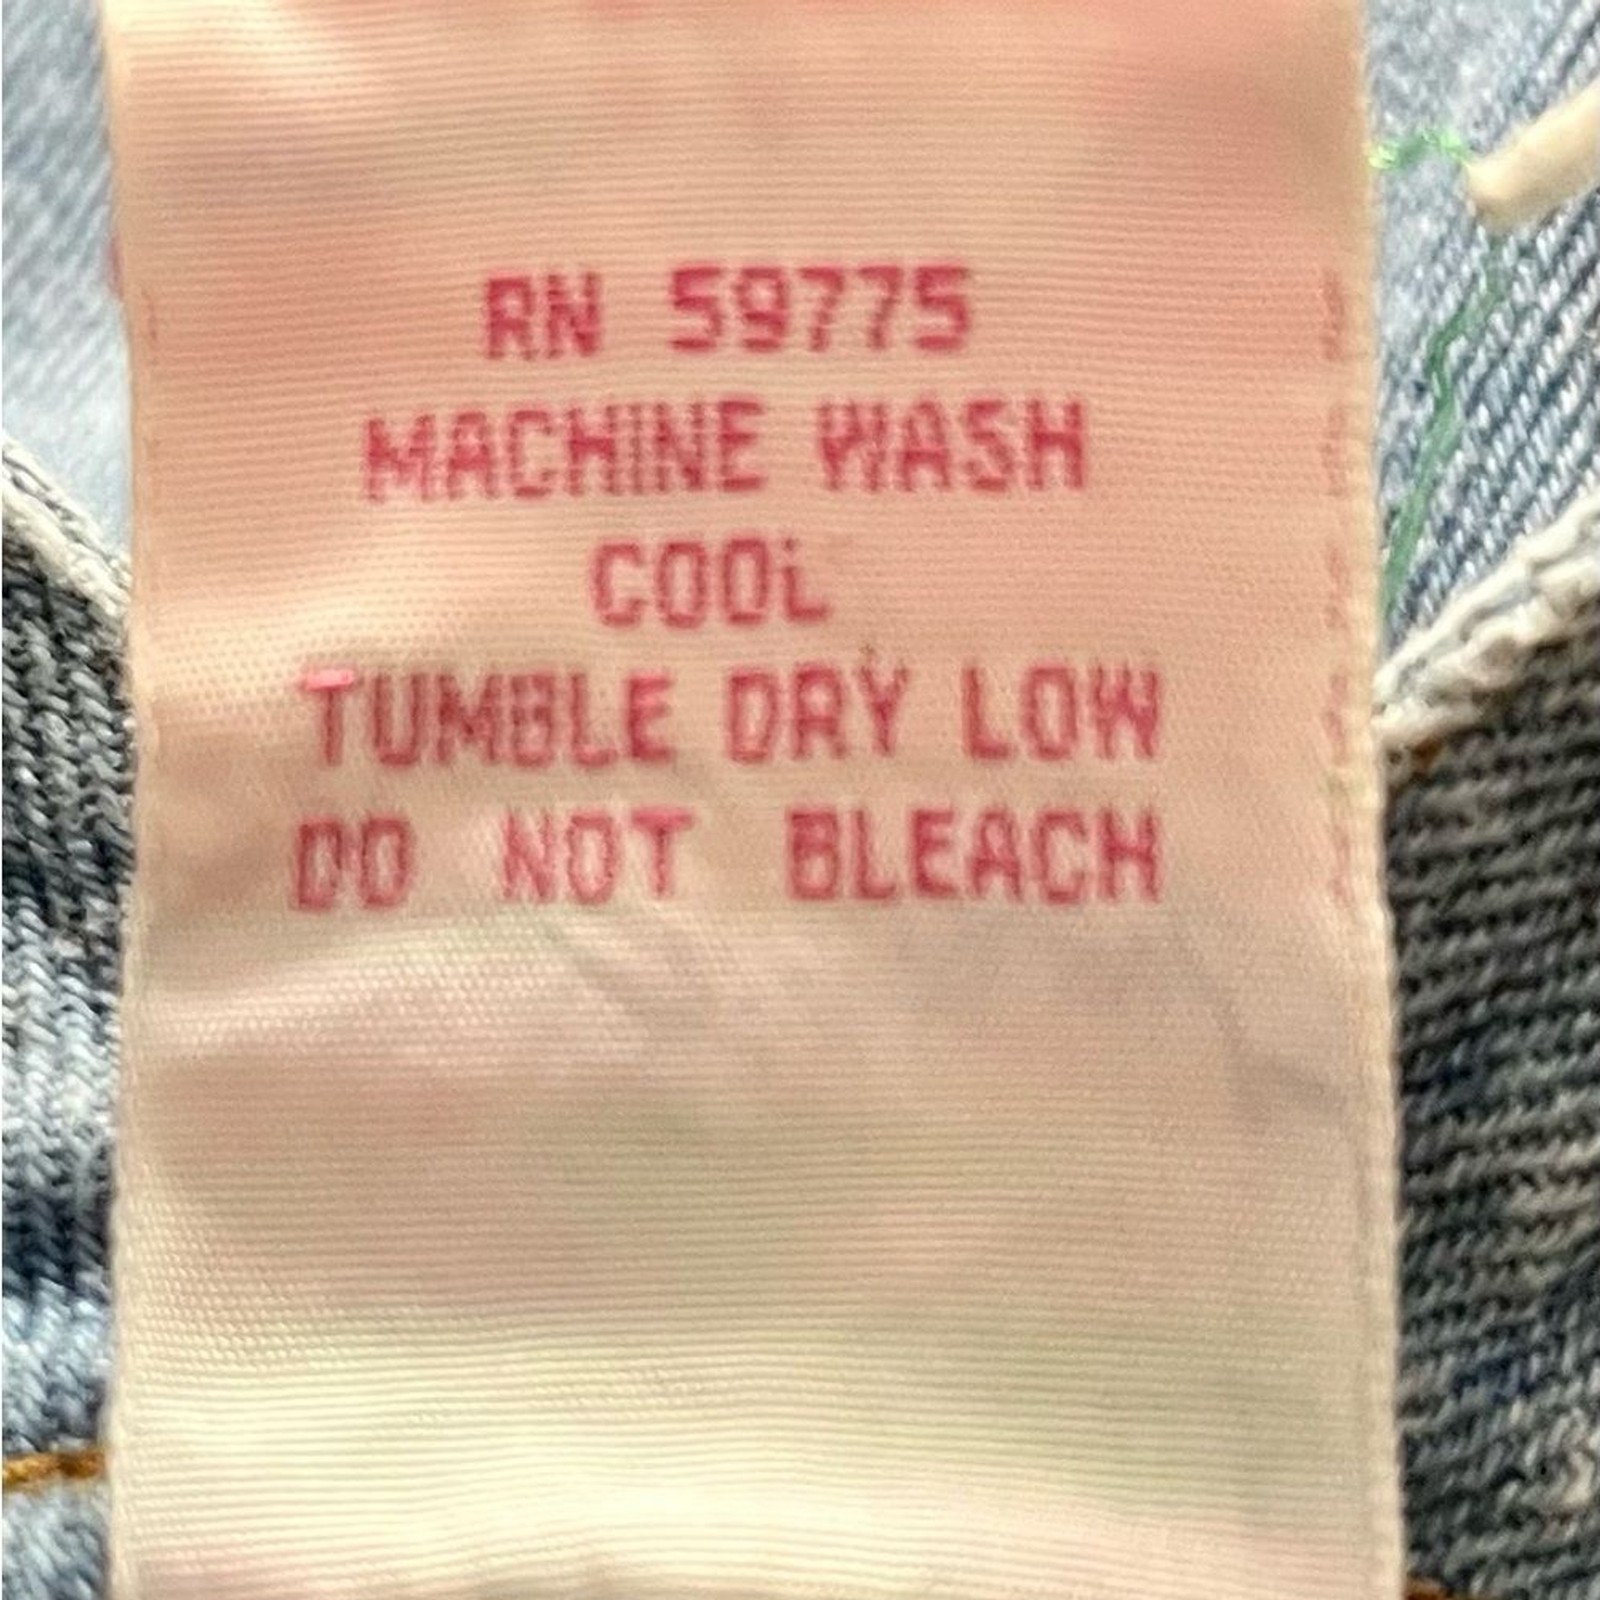 RN 59775
MACHINE WASH
COOL
TUMBLE DRY LOW
DO NOT BLEACH